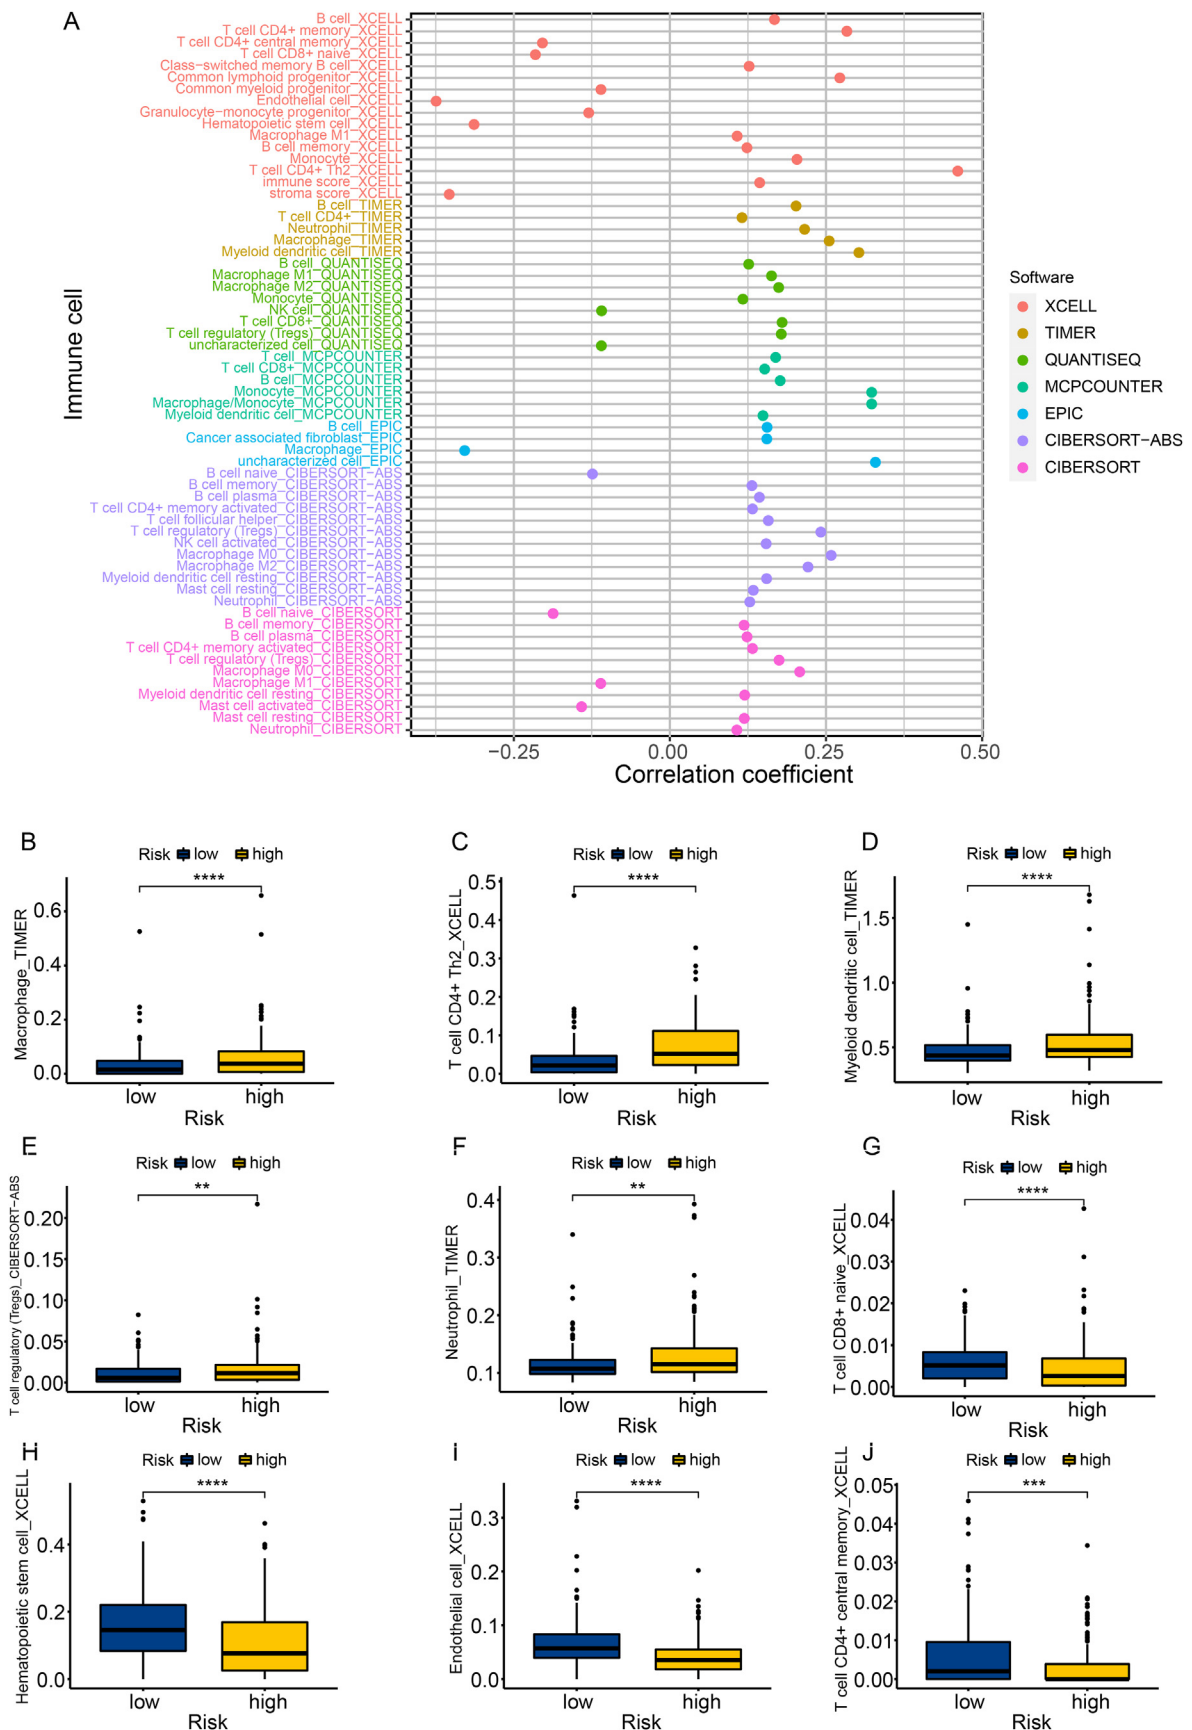 A
Immune cell
B cell_XCELL
T cell CD4+ memory_XCELL
T cell CD4+ central memory_XCELL
T cell CD8+ naive_XCELL
Class−switched memory B cell_XCELL
Common lymphoid progenitor_XCELL
Common myeloid progenitor_XCELL
Endothelial cell_XCELL
Granulocyte−monocyte progenitor_XCELL
Hematopoietic stem cell_XCELL
Macrophage M1_XCELL
B cell memory_XCELL
Monocyte_XCELL
T cell CD4+ Th2_XCELL
immune score_XCELL
stroma score_XCELL
B cell_TIMER
T cell CD4+_TIMER
Neutrophil_TIMER
Macrophage_TIMER
Myeloid dendritic cell_TIMER
B cell_QUANTISEQ
Macrophage M1_QUANTISEQ
Macrophage M2_QUANTISEQ
Monocyte_QUANTISEQ
NK cell_QUANTISEQ
T cell CD8+_QUANTISEQ
T cell regulatory (Tregs)_QUANTISEQ
uncharacterized cell_QUANTISEQ
T cell_MCPCOUNTER
T cell CD8+_MCPCOUNTER
B cell_MCPCOUNTER
Monocyte_MCPCOUNTER
Macrophage/Monocyte_MCPCOUNTER
Myeloid dendritic cell_MCPCOUNTER
B cell_EPIC
Cancer associated fibroblast_EPIC
Macrophage_EPIC
uncharacterized cell_EPIC
B cell naive_CIBERSORT−ABS
B cell memory_CIBERSORT−ABS
B cell plasma_CIBERSORT−ABS
T cell CD4+ memory activated_CIBERSORT−ABS
T cell follicular helper_CIBERSORT−ABS
T cell regulatory (Tregs)_CIBERSORT−ABS
NK cell activated_CIBERSORT−ABS
Macrophage M0_CIBERSORT−ABS
Macrophage M2_CIBERSORT−ABS
Myeloid dendritic cell resting_CIBERSORT−ABS
Mast cell resting_CIBERSORT−ABS
Neutrophil_CIBERSORT−ABS
B cell naive_CIBERSORT
B cell memory_CIBERSORT
B cell plasma_CIBERSORT
T cell CD4+ memory activated_CIBERSORT
T cell regulatory (Tregs)_CIBERSORT
Macrophage M0_CIBERSORT
Macrophage M1_CIBERSORT
Myeloid dendritic cell resting_CIBERSORT
Mast cell activated_CIBERSORT
Mast cell resting_CIBERSORT
Neutrophil_CIBERSORT
−0.25 0.00 0.25 0.50
Correlation coefficient
Software
XCELL
TIMER
QUANTISEQ
MCPCOUNTER
EPIC
CIBERSORT−ABS
CIBERSORT
B
Risk low high
****
Macrophage_TIMER
0.6
0.4
0.2
0.0
low high
Risk
C
Risk low high
****
T cell CD4+ Th2_XCELL
0.5
0.4
0.3
0.2
0.1
0.0
low high
Risk
D
Risk low high
****
Myeloid dendritic cell_TIMER
1.5
1.0
0.5
low high
Risk
E
Risk low high
**
T cell regulatory (Tregs)_CIBERSORT−ABS
0.20
0.15
0.10
0.05
0.00
low high
Risk
F
Risk low high
**
Neutrophil_TIMER
0.4
0.3
0.2
0.1
low high
Risk
G
Risk low high
****
T cell CD8+ naive_XCELL
0.04
0.03
0.02
0.01
0.00
low high
Risk
H
Risk low high
****
Hematopoietic stem cell_XCELL
0.4
0.2
0.0
low high
Risk
I
Risk low high
****
Endothelial cell_XCELL
0.3
0.2
0.1
0.0
low high
Risk
J
Risk low high
***
T cell CD4+ central memory_XCELL
0.05
0.04
0.03
0.02
0.01
0.00
low high
Risk